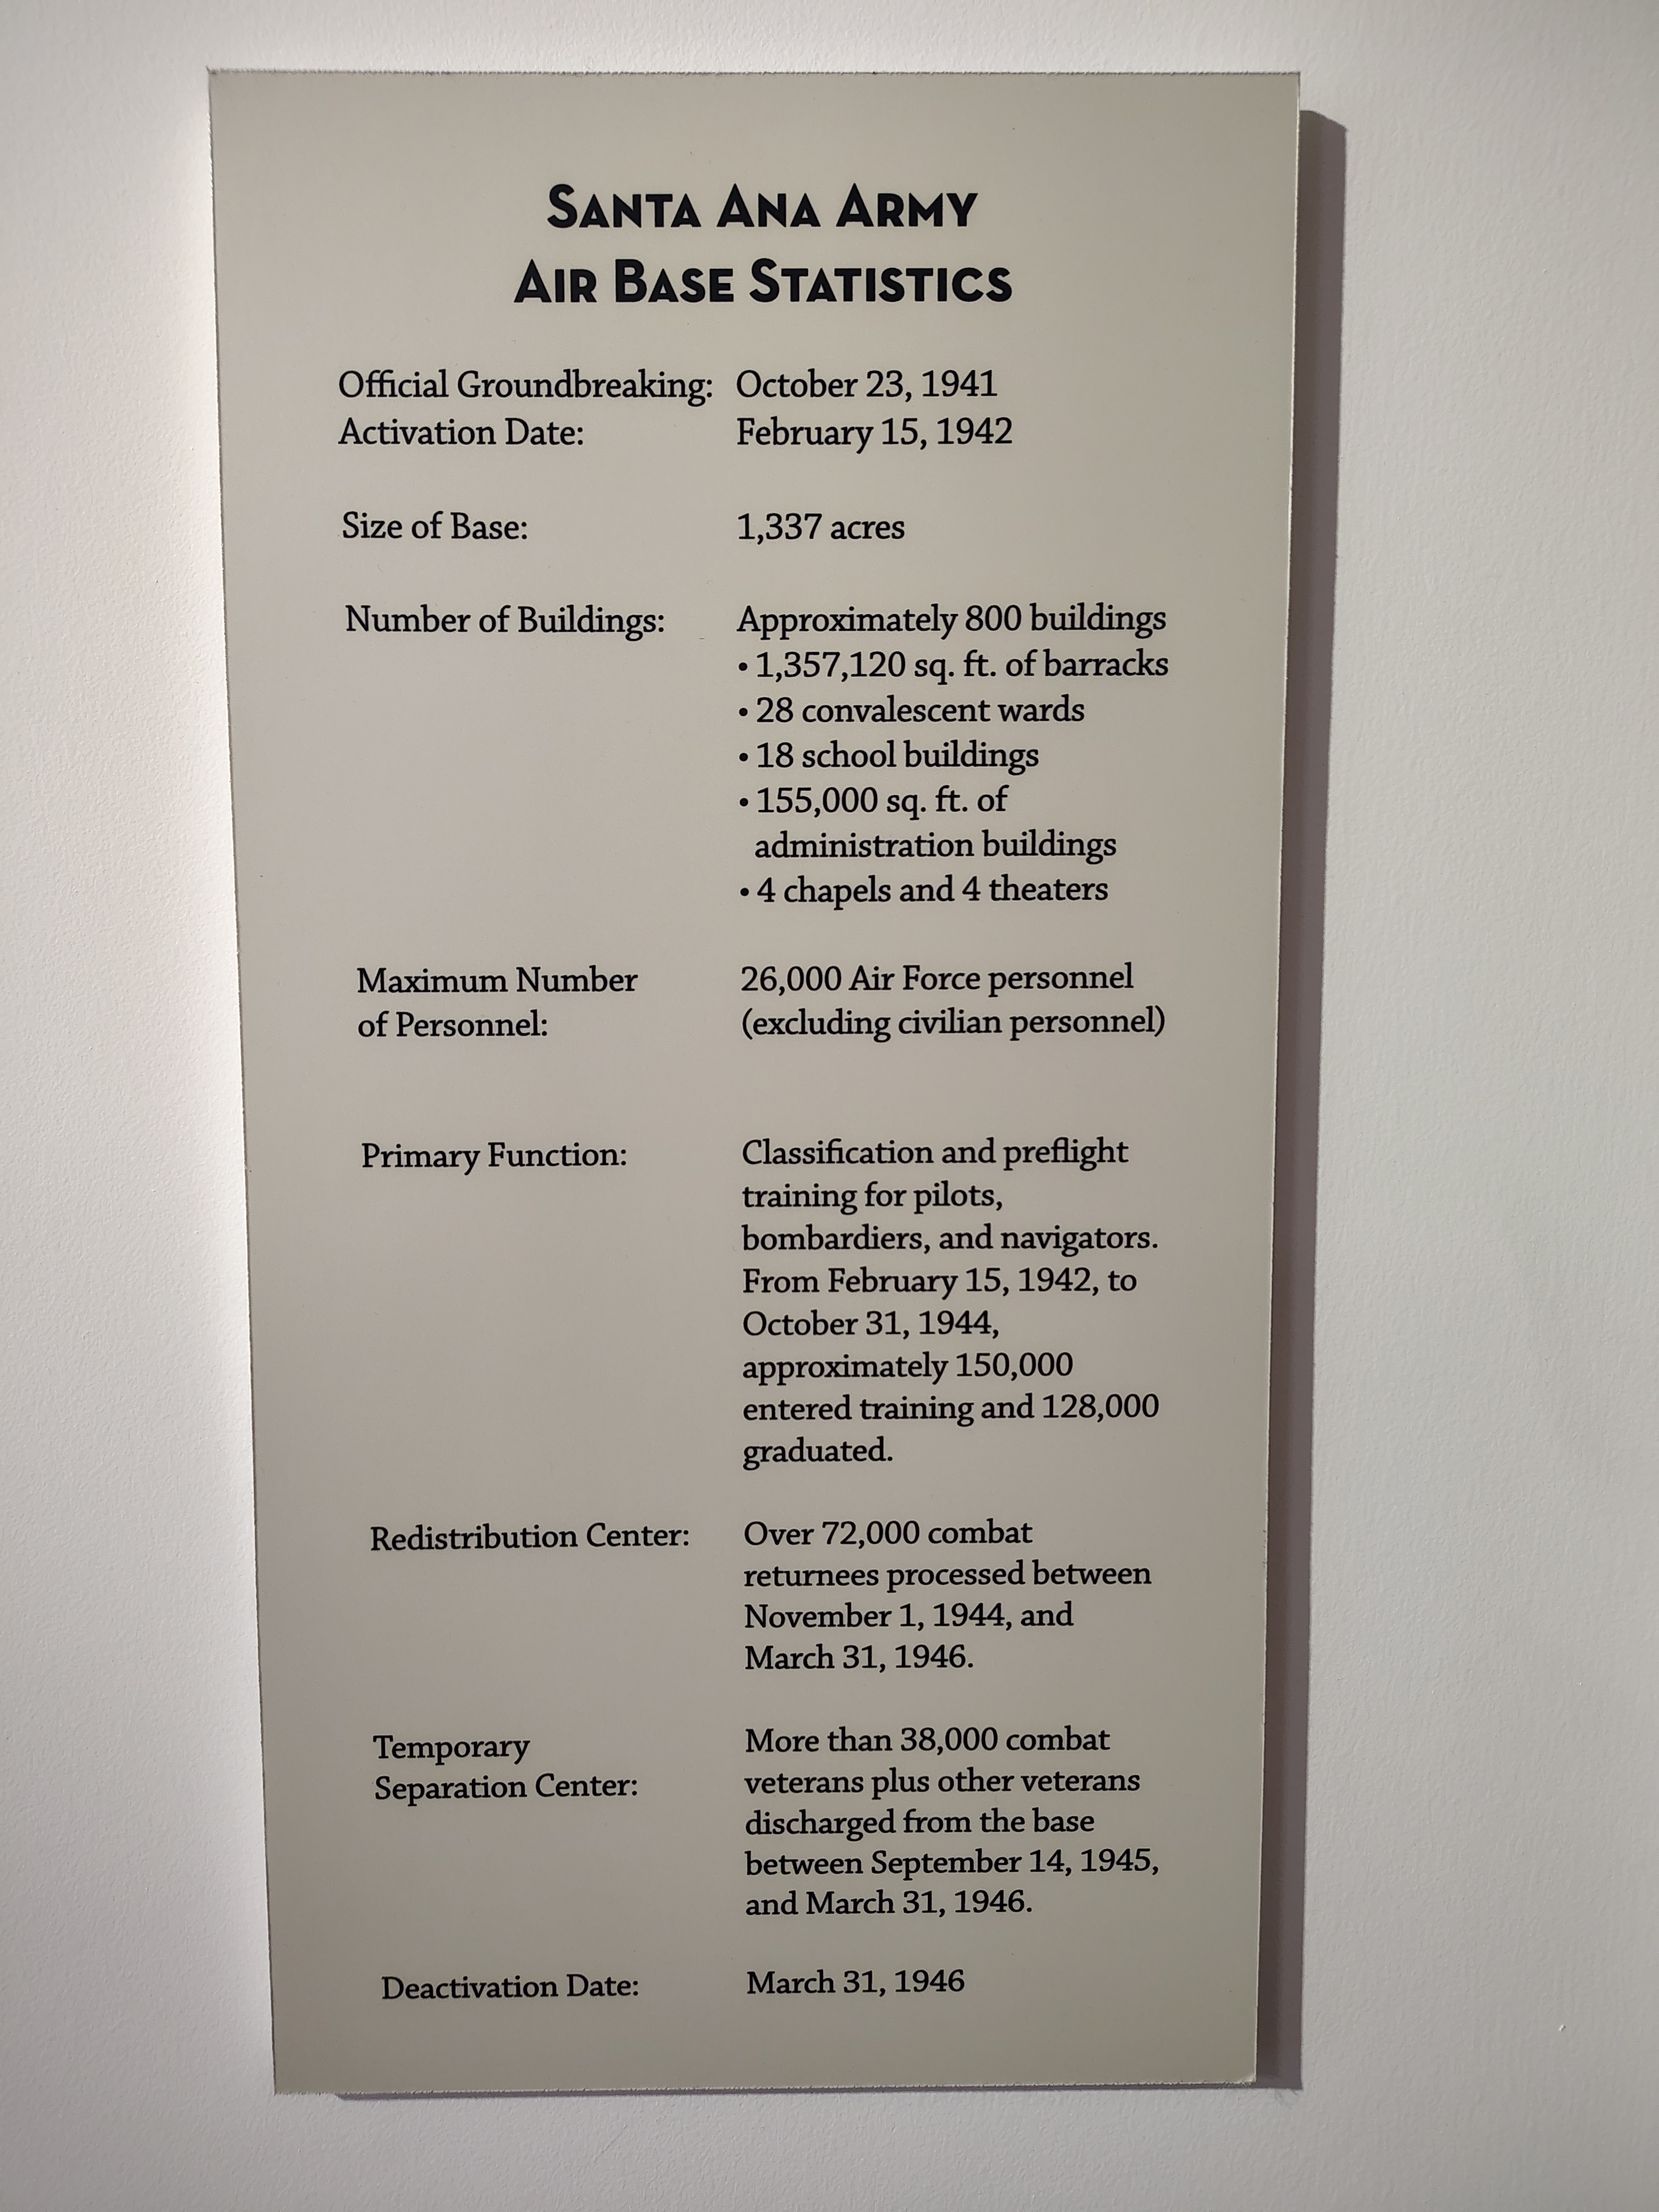 SANTA ANA ARMY
AIR BASE STATISTICS
Official Groundbreaking: October 23, 1941
Activation Date: February 15, 1942
Size of Base: 1,337 acres
Number of Buildings: Approximately 800 buildings
• 1,357,120 sq. ft. of barracks
• 28 convalescent wards
• 18 school buildings
• 155,000 sq. ft. of
administration buildings
• 4 chapels and 4 theaters
Maximum Number
of Personnel:
26,000 Air Force personnel
(excluding civilian personnel)
Primary Function: Classification and preflight
training for pilots,
bombardiers, and navigators.
From February 15, 1942, to
October 31, 1944,
approximately 150,000
entered training and 128,000
graduated.
Redistribution Center: Over 72,000 combat
returnees processed between
November 1, 1944, and
March 31, 1946.
Temporary
Separation Center:
More than 38,000 combat
veterans plus other veterans
discharged from the base
between September 14, 1945,
and March 31, 1946.
Deactivation Date: March 31, 1946